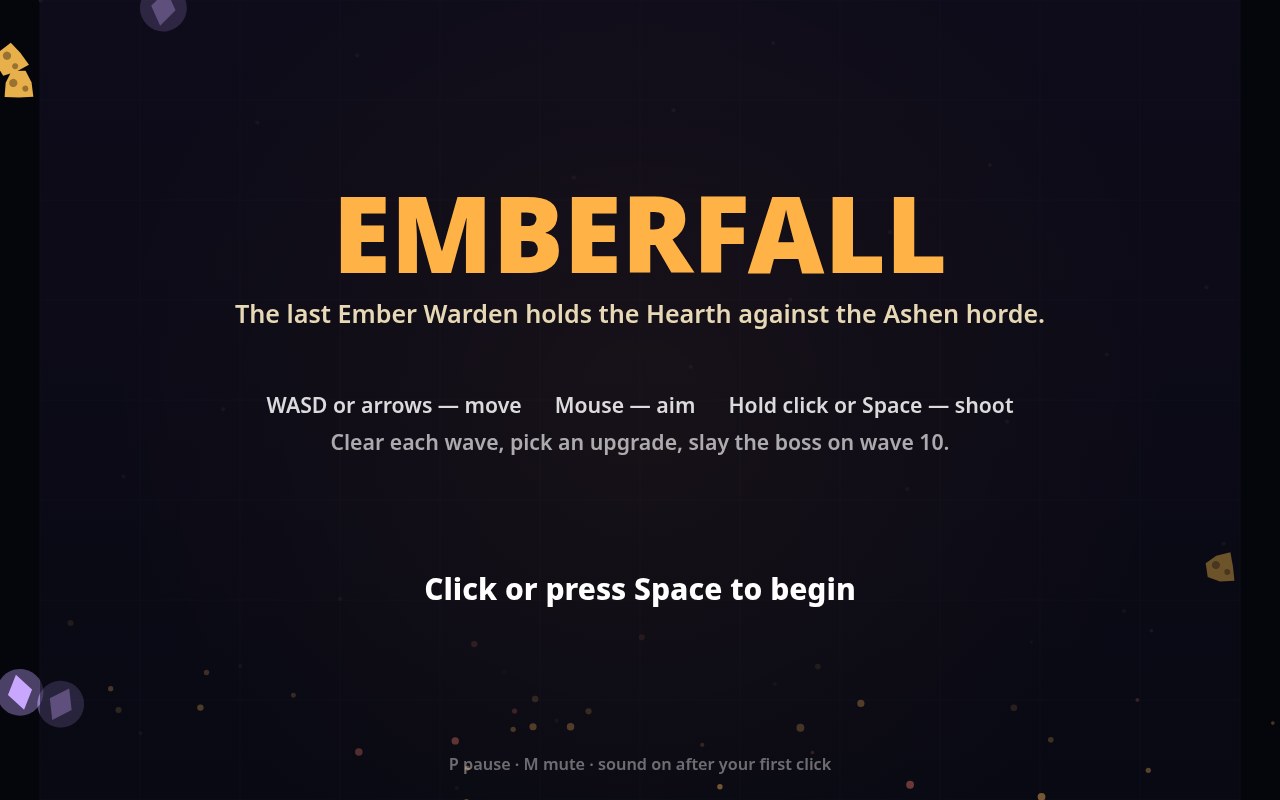 EMBERFALL
The last Ember Warden holds the Hearth against the Ashen horde.
WASD or arrows — move Mouse — aim Hold click or Space — shoot
Clear each wave, pick an upgrade, slay the boss on wave 10.
Click or press Space to begin
P pause · M mute · sound on after your first click